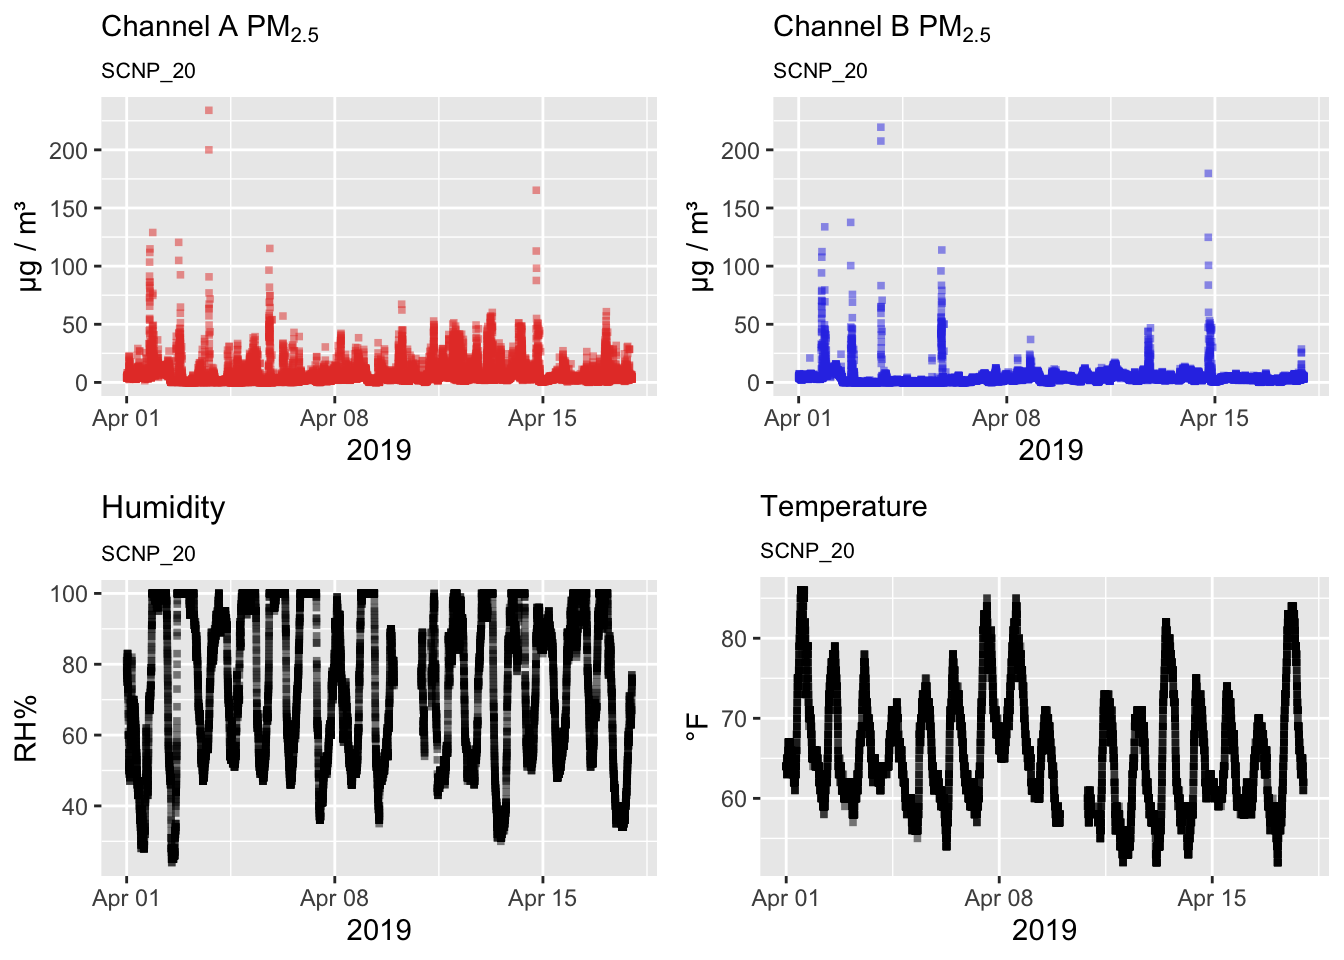 Channel A PM2.5
SCNP_20
200
150
100
50
0
µg / m³
Apr 01
Apr 08
Apr 15
2019
Channel B PM2.5
SCNP_20
200
150
100
50
0
µg / m³
Apr 01
Apr 08
Apr 15
2019
Humidity
SCNP_20
100
80
60
40
RH%
Apr 01
Apr 08
Apr 15
2019
Temperature
SCNP_20
80
70
60
°F
Apr 01
Apr 08
Apr 15
2019